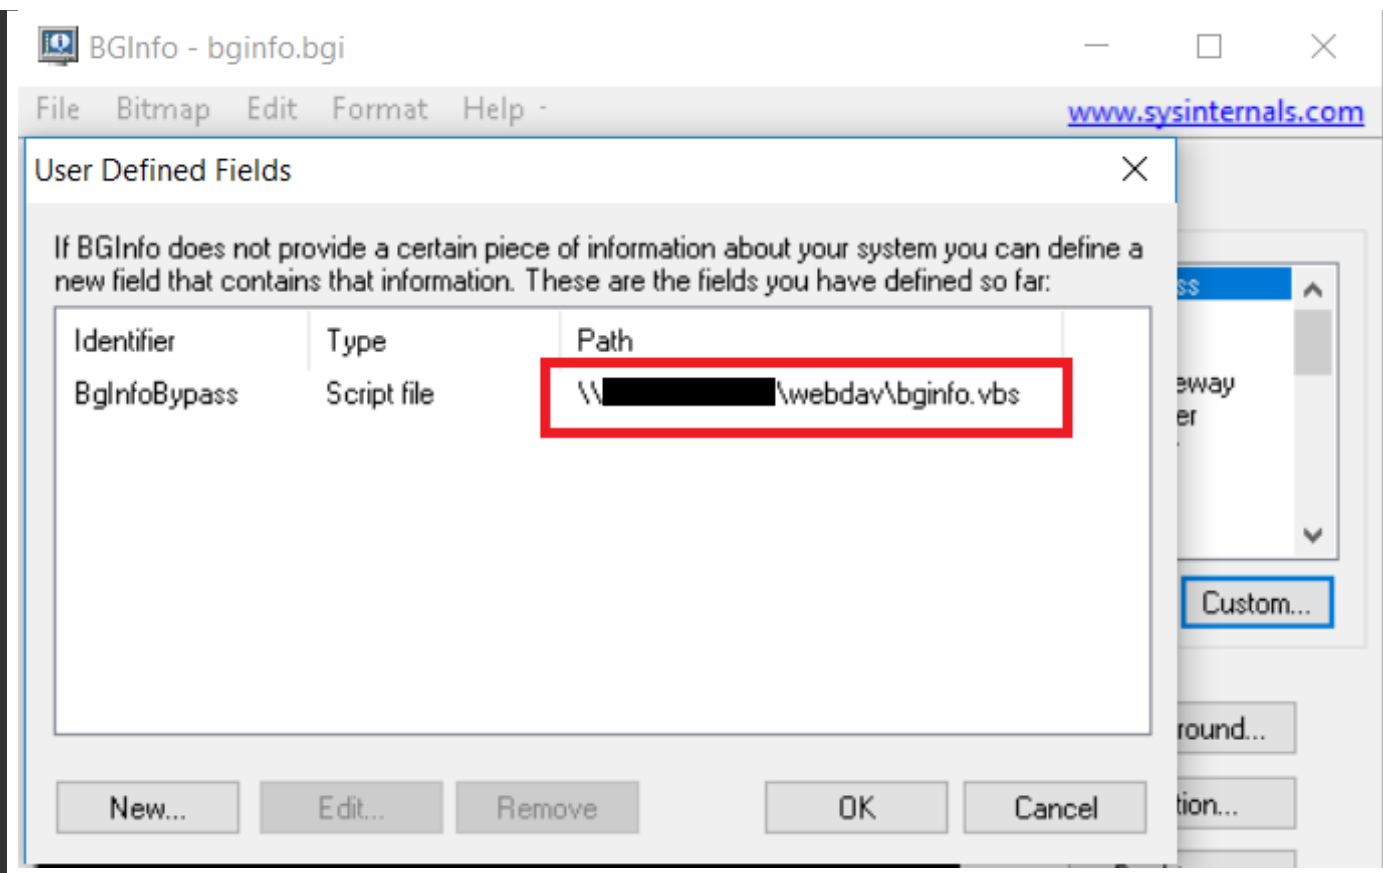 BGInfo - bginfo.bgi
File Bitmap Edit Format Help -
www.sysinternals.com
User Defined Fields
If BGInfo does not provide a certain piece of information about your system you can define a
new field that contains that information. These are the fields you have defined so far:
Identifier Type Path
BgInfoBypass Script file \\ \webdav\bginfo.vbs
ss
eway
er
Custom...
round...
New... Edit... Remove OK Cancel
tion...